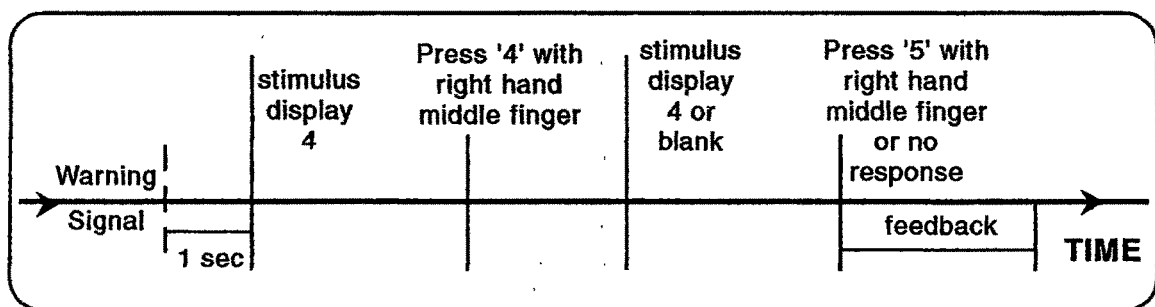 Warning
Signal
1 sec
stimulus
display
4
Press '4' with
right hand
middle finger
stimulus
display
4 or
blank
Press '5' with
right hand
middle finger
or no
response
feedback
TIME